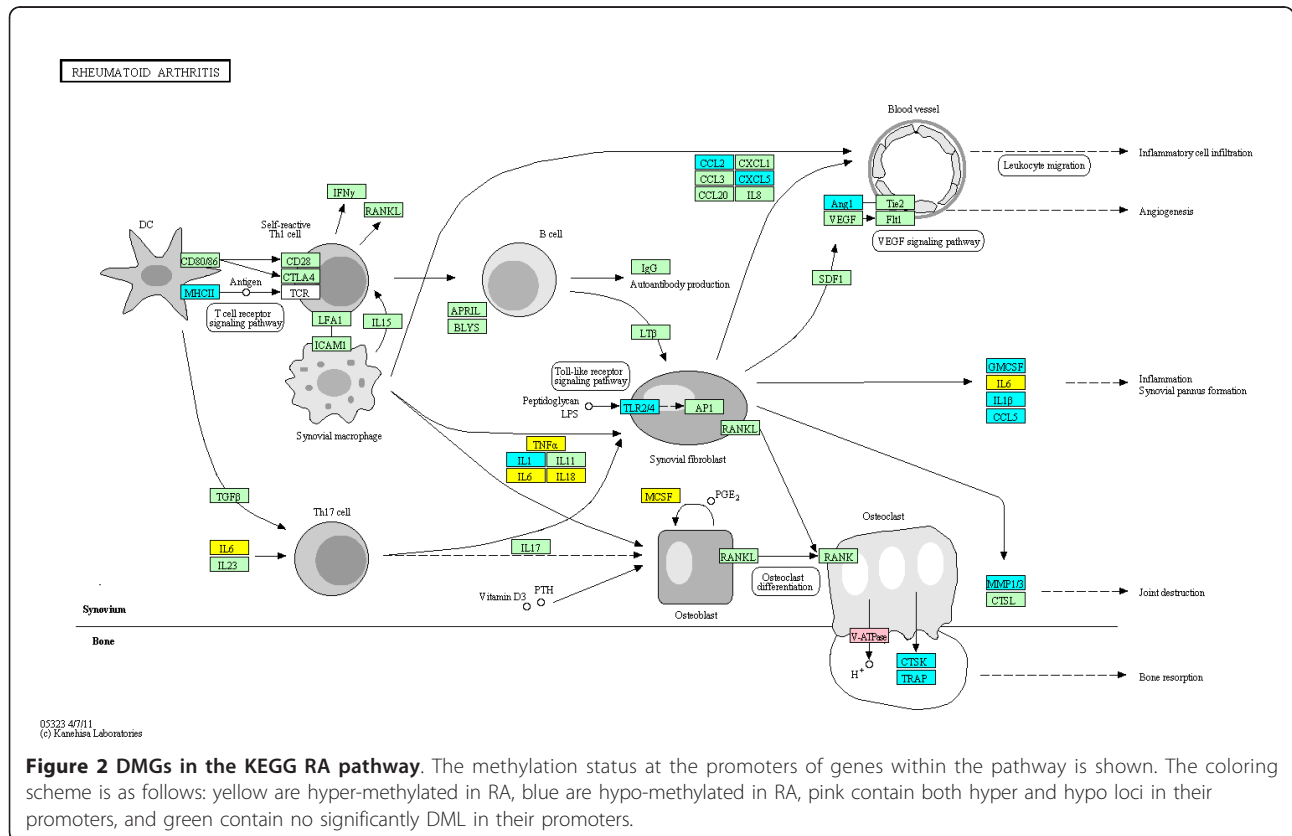 RHEUMATOID ARTHRITIS
Blood vessel
Inflammatory cell infiltration
Leukocyte migration
CCL2 CXCL1
CCL3 CXCL5
CCL20 IL8
IFNγ
RANKL
DC
Self-reactive
Th1 cell
B cell
Ang1 Tie2
VEGF Flt1
Angiogenesis
VEGF signaling pathway
CD80/86
CD28
CTLA4
MHCII
Antigen
TCR
T cell receptor
signaling pathway
IgG
Autoantibody production
SDF1
LFA1
IL15
APRIL
BLYS
ICAM1
LTβ
Synovial macrophage
Toll-like receptor
signaling pathway
Peptidoglycan
LPS
TLR2/4
AP1
RANKL
Synovial fibroblast
GMCSF
IL6
IL1β
CCL5
Inflammation
Synovial pannus formation
TNFα
IL1 IL11
IL6 IL18
TGFβ
Th17 cell
MCSF
PGE2
Osteoclast
IL6
IL23
IL17
RANKL
RANK
Osteoclast
differentiation
Vitamin D3
PTH
Osteoblast
MMP1/3
CTSL
Joint destruction
Synovium
Bone
V-ATPase
H+
CTSK
TRAP
Bone resorption
05323 4/7/11
(c) Kanehisa Laboratories
Figure 2 DMGs in the KEGG RA pathway. The methylation status at the promoters of genes within the pathway is shown. The coloring
scheme is as follows: yellow are hyper-methylated in RA, blue are hypo-methylated in RA, pink contain both hyper and hypo loci in their
promoters, and green contain no significantly DML in their promoters.